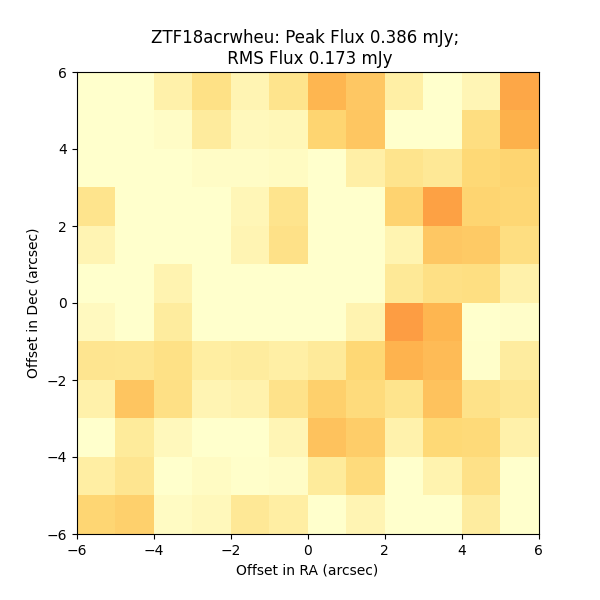 ZTF18acrwheu: Peak Flux 0.386 mJy;
RMS Flux 0.173 mJy
6
4
2
0
−2
−4
−6
Offset in Dec (arcsec)
−6 −4 −2 0 2 4 6
Offset in RA (arcsec)